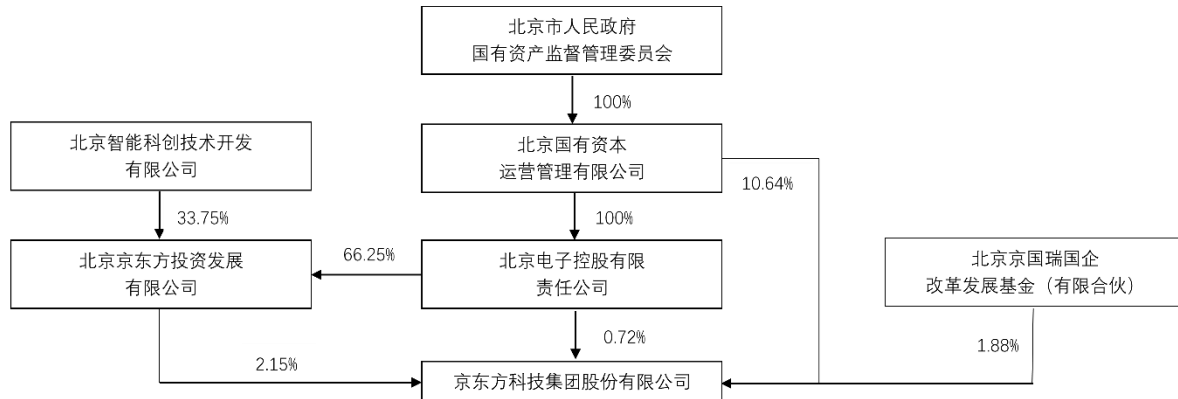 北京市人民政府
国有资产监督管理委员会
100%
北京智能科创技术开发
有限公司
北京国有资本
运营管理有限公司
10.64%
33.75%
100%
北京京东方投资发展
有限公司
66.25%
北京电子控股有限
责任公司
北京京国瑞国企
改革发展基金（有限合伙）
2.15%
0.72%
1.88%
京东方科技集团股份有限公司